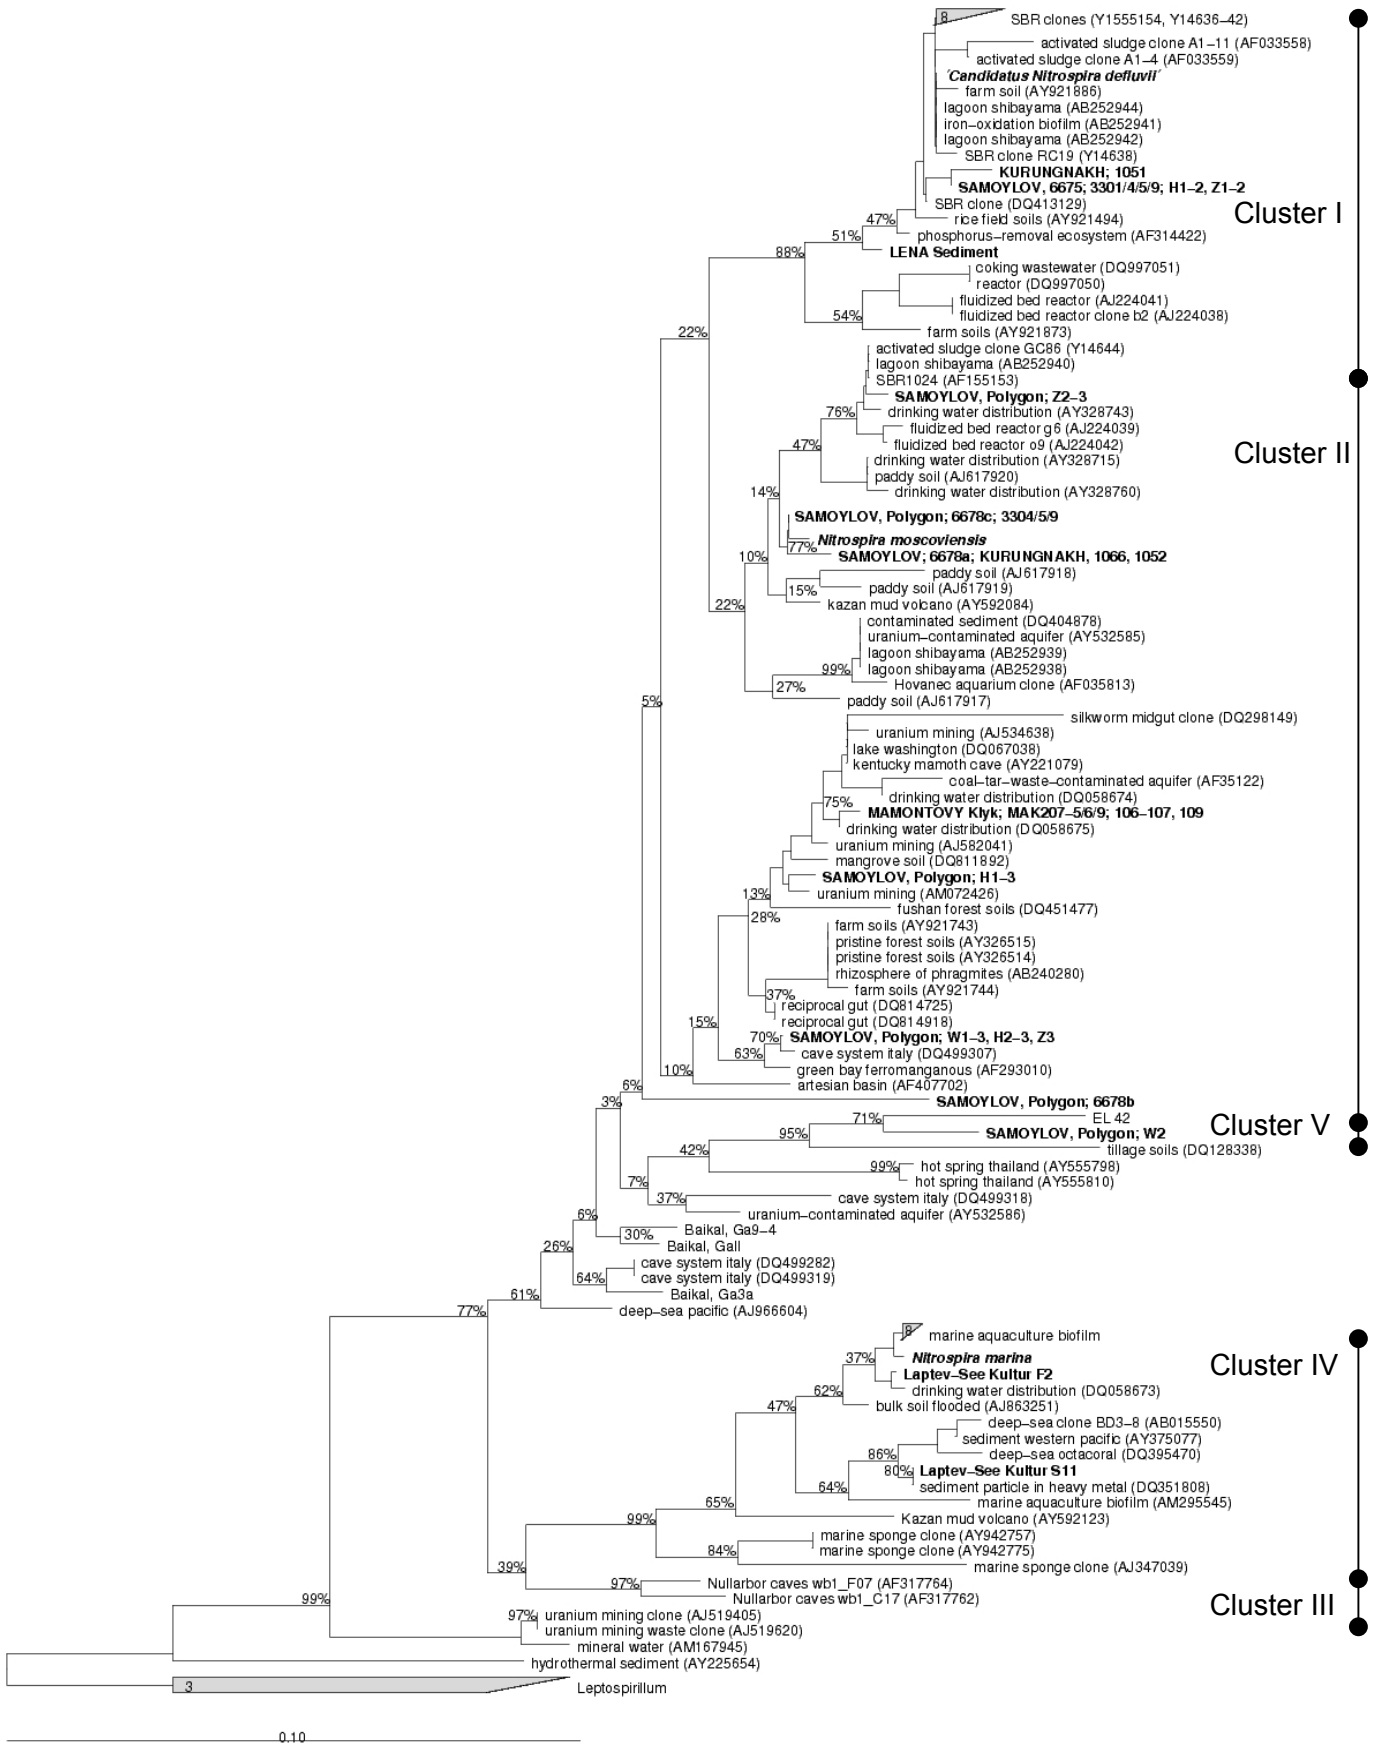 8
SBR clones (Y1555154, Y14636–42)
activated sludge clone A1–11 (AF033558)
activated sludge clone A1–4 (AF033559)
'Candidatus Nitrospira defluvii'
farm soil (AY921886)
lagoon shibayama (AB252944)
iron–oxidation biofilm (AB252941)
lagoon shibayama (AB252942)
SBR clone RC19 (Y14638)
KURUNGNAKH; 1051
SAMOYLOV, 6675; 3301/4/5/9; H1–2, Z1–2
SBR clone (DQ413129)
Cluster I
47%
rice field soils (AY921494)
51%
phosphorus–removal ecosystem (AF314422)
88%
LENA Sediment
coking wastewater (DQ997051)
reactor (DQ997050)
fluidized bed reactor (AJ224041)
54%
fluidized bed reactor clone b2 (AJ224038)
22%
farm soils (AY921873)
activated sludge clone GC86 (Y14644)
lagoon shibayama (AB252940)
SBR1024 (AF155153)
SAMOYLOV, Polygon; Z2–3
76%
drinking water distribution (AY328743)
fluidized bed reactor g6 (AJ224039)
47%
fluidized bed reactor o9 (AJ224042)
Cluster II
drinking water distribution (AY328715)
paddy soil (AJ617920)
14%
drinking water distribution (AY328760)
SAMOYLOV, Polygon; 6678c; 3304/5/9
Nitrospira moscoviensis
77%
10%
SAMOYLOV; 6678a; KURUNGNAKH, 1066, 1052
paddy soil (AJ617918)
15%
paddy soil (AJ617919)
22%
kazan mud volcano (AY592084)
contaminated sediment (DQ404878)
uranium–contaminated aquifer (AY532585)
lagoon shibayama (AB252939)
99%
lagoon shibayama (AB252938)
27%
Hovanec aquarium clone (AF035813)
5%
paddy soil (AJ617917)
silkworm midgut clone (DQ298149)
uranium mining (AJ534638)
lake washington (DQ067038)
kentucky mamoth cave (AY221079)
coal–tar–waste–contaminated aquifer (AF35122)
drinking water distribution (DQ058674)
75%
MAMONTOVY Klyk; MAK207–5/6/9; 106–107, 109
drinking water distribution (DQ058675)
uranium mining (AJ582041)
mangrove soil (DQ811892)
SAMOYLOV, Polygon; H1–3
13%
uranium mining (AM072426)
fushan forest soils (DQ451477)
28%
farm soils (AY921743)
pristine forest soils (AY326515)
pristine forest soils (AY326514)
rhizosphere of phragmites (AB240280)
37%
farm soils (AY921744)
reciprocal gut (DQ814725)
15%
reciprocal gut (DQ814918)
70%
SAMOYLOV, Polygon; W1–3, H2–3, Z3
63%
cave system italy (DQ499307)
10%
green bay ferromanganous (AF293010)
6%
artesian basin (AF407702)
3%
SAMOYLOV, Polygon; 6678b
71%
EL 42
Cluster V
95%
SAMOYLOV, Polygon; W2
42%
tillage soils (DQ128338)
99%
hot spring thailand (AY555798)
7%
hot spring thailand (AY555810)
37%
cave system italy (DQ499318)
6%
uranium–contaminated aquifer (AY532586)
30%
Baikal, Ga9–4
26%
Baikal, Gall
cave system italy (DQ499282)
64%
cave system italy (DQ499319)
61%
Baikal, Ga3a
77%
deep–sea pacific (AJ966604)
8
marine aquaculture biofilm
37%
Nitrospira marina
Cluster IV
Laptev–See Kultur F2
62%
drinking water distribution (DQ058673)
47%
bulk soil flooded (AJ863251)
deep–sea clone BD3–8 (AB015550)
sediment western pacific (AY375077)
86%
deep–sea octacoral (DQ395470)
80%
Laptev–See Kultur S11
64%
sediment particle in heavy metal (DQ351808)
65%
marine aquaculture biofilm (AM295545)
99%
Kazan mud volcano (AY592123)
marine sponge clone (AY942757)
84%
marine sponge clone (AY942775)
39%
marine sponge clone (AJ347039)
97%
Nullarbor caves wb1_F07 (AF317764)
99%
Nullarbor caves wb1_C17 (AF317762)
Cluster III
97%
uranium mining clone (AJ519405)
uranium mining waste clone (AJ519620)
mineral water (AM167945)
hydrothermal sediment (AY225654)
3
Leptospirillum
0.10